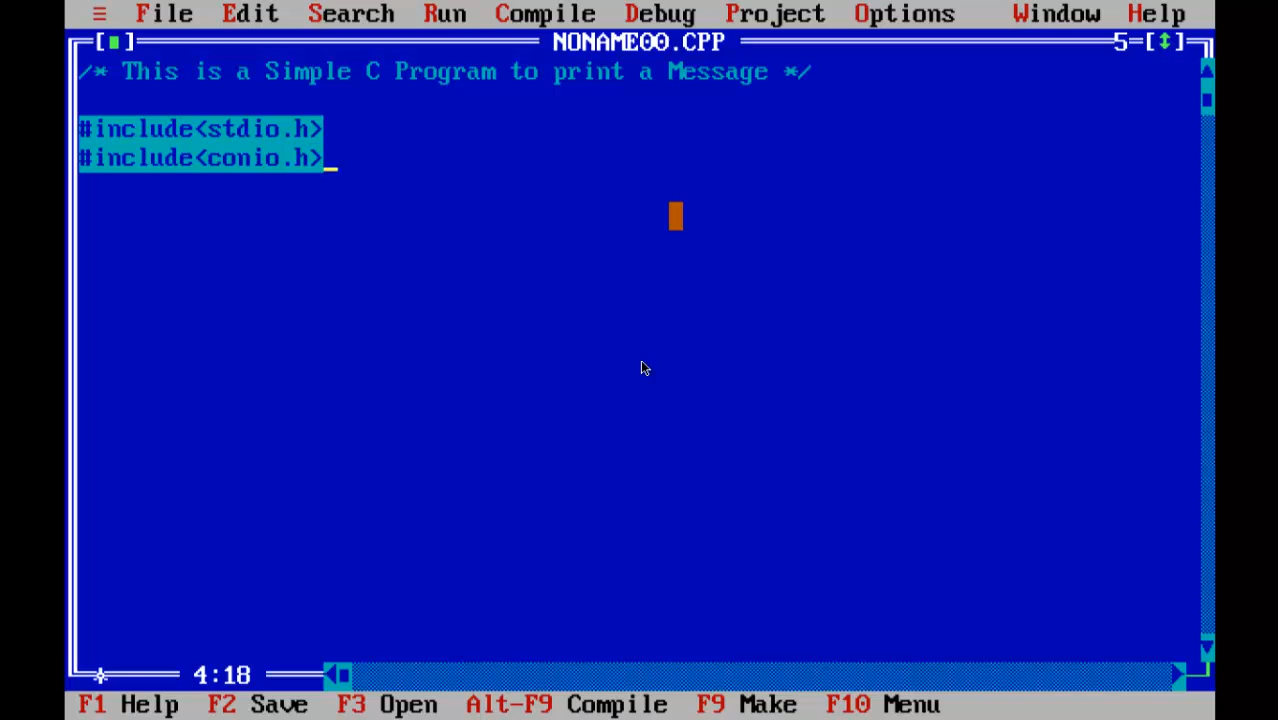 ≡ File Edit Search Run Compile Debug Project Options Window Help
[■] NONAME00.CPP 5=[↕]
/* This is a Simple C Program to print a Message */
#include<stdio.h>
#include<conio.h>
4:18
F1 Help F2 Save F3 Open Alt-F9 Compile F9 Make F10 Menu